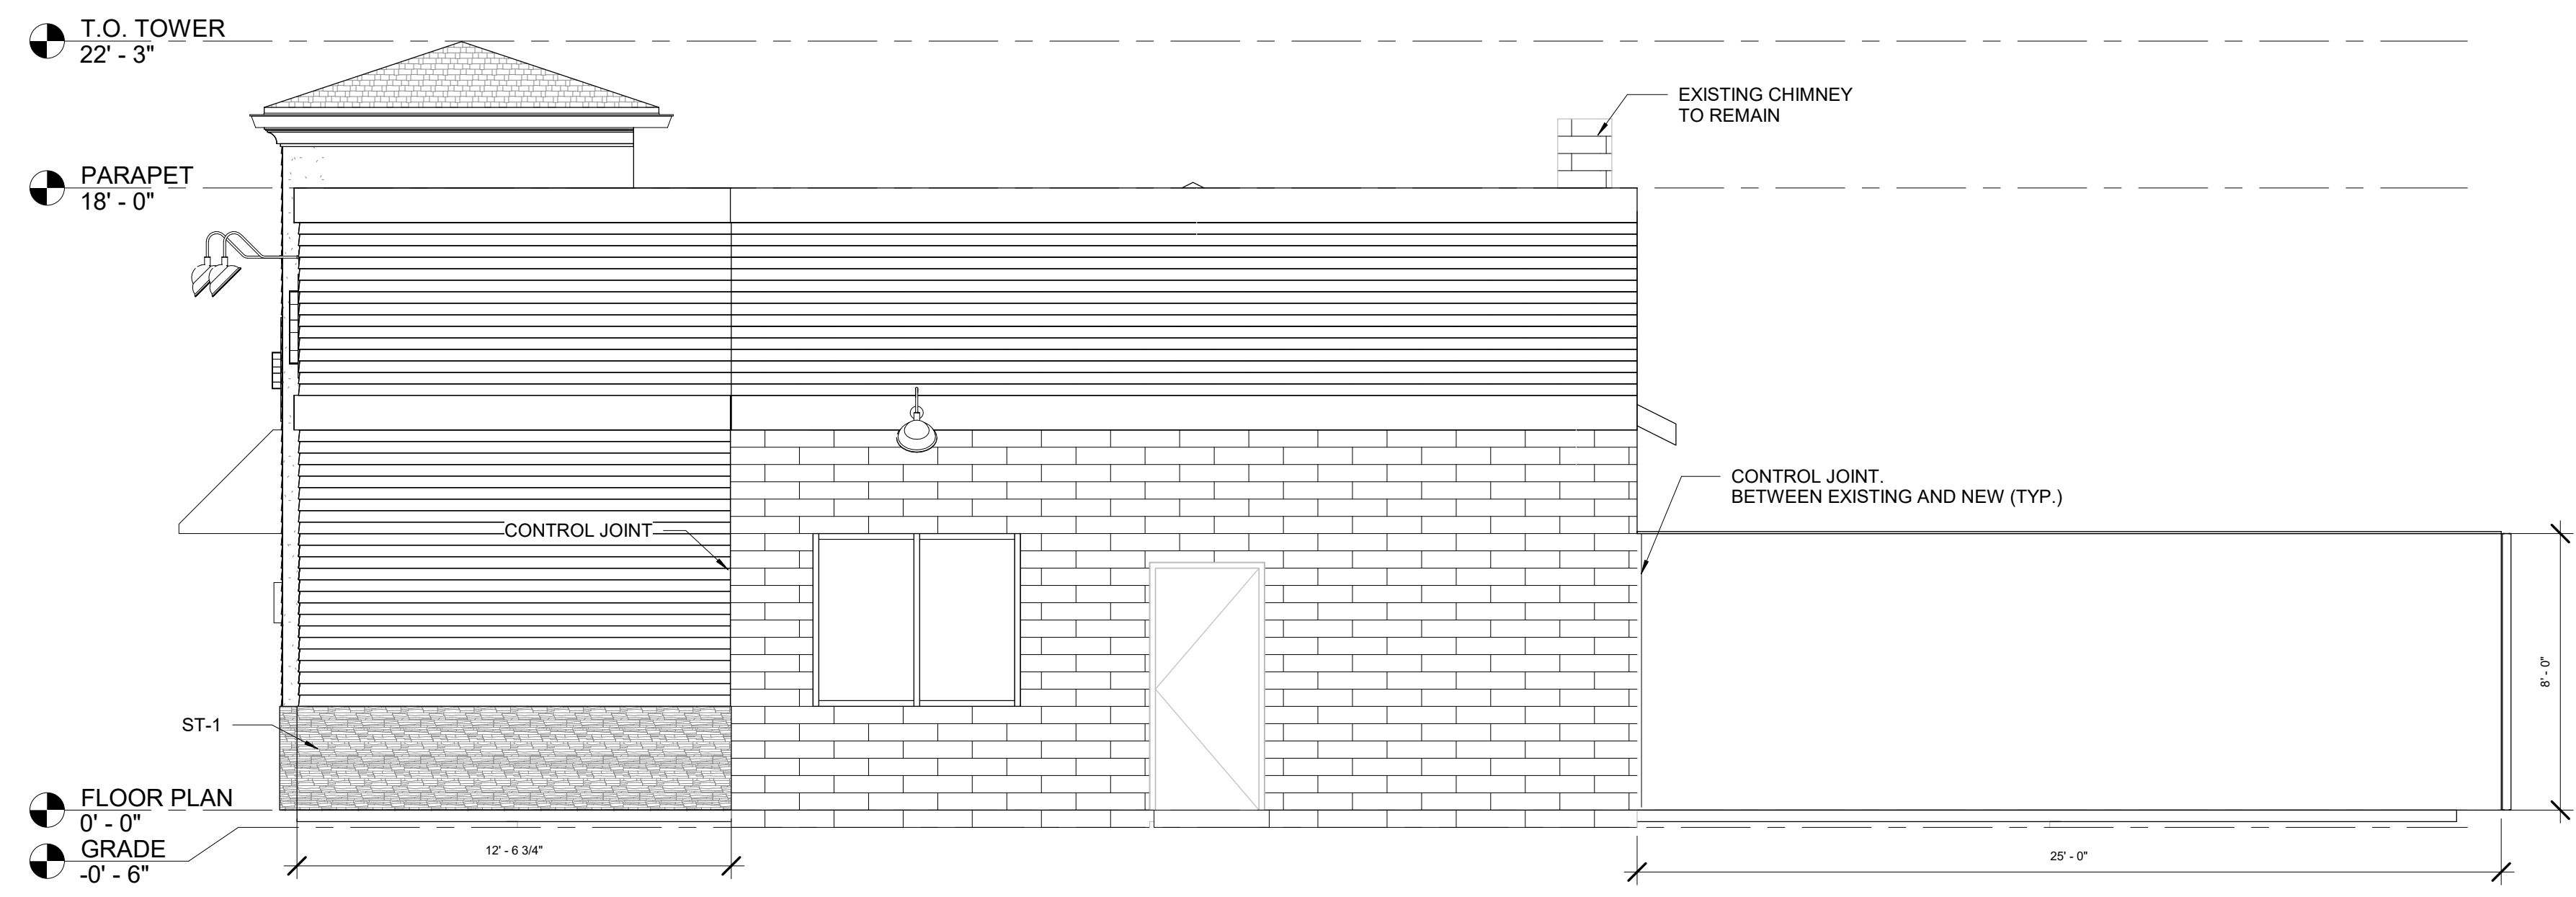 T.O. TOWER
22' - 3"
EXISTING CHIMNEY
TO REMAIN
PARAPET
18' - 0"
CONTROL JOINT.
BETWEEN EXISTING AND NEW (TYP.)
CONTROL JOINT
8' - 0"
ST-1
FLOOR PLAN
0' - 0"
GRADE
-0' - 6"
12' - 6 3/4"
25' - 0"